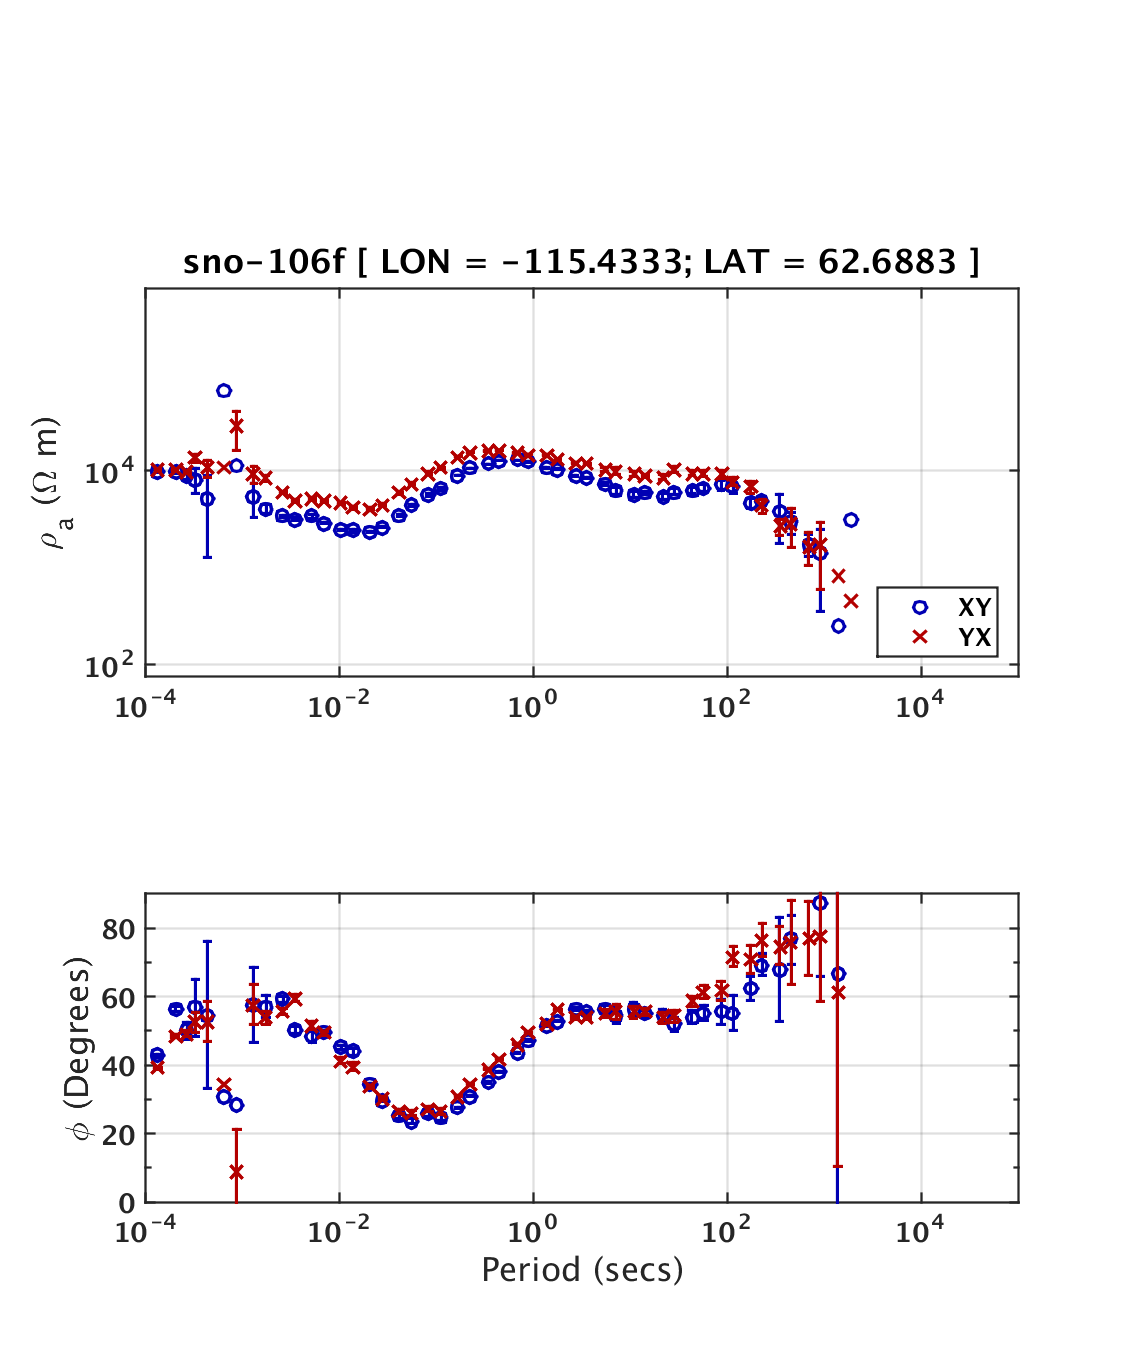 sno-106f [ LON = -115.4333; LAT = 62.6883 ]
ρa (Ω m)
10^4
10^2
XY
YX
10^-4 10^-2 10^0 10^2 10^4
ϕ (Degrees)
80
60
40
20
0
10^-4 10^-2 10^0 10^2 10^4
Period (secs)